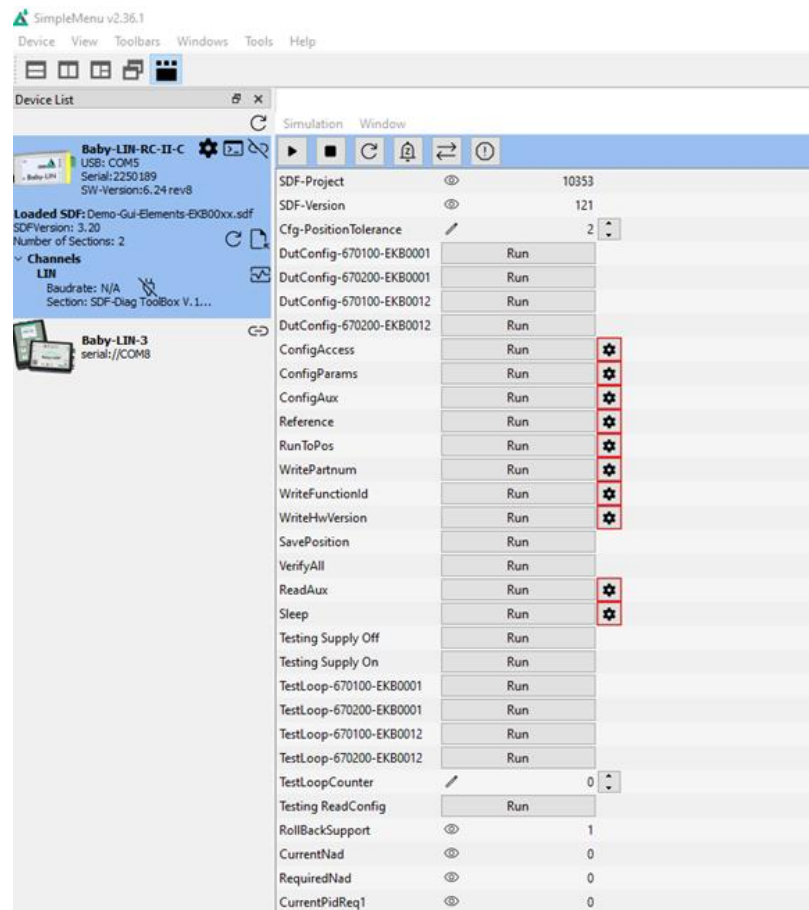 SimpleMenu v2.36.1
Device View Toolbars Windows Tools Help
Device List
Baby-LIN-RC-II-C
USB: COM5
Serial:2250189
SW-Version:6.24rev8
Loaded SDF: Demo-Gui-Elements-EKB00xx.sdf
SDFVersion: 3.20
Number of Sections: 2
Channels
LIN
Baudrate: N/A
Section: SDF-Diag ToolBox V.1...
Baby-LIN-3
serial://COM8
Simulation Window
SDF-Project 10353
SDF-Version 121
Cfg-PositionTolerance 2
DutConfig-670100-EKB0001 Run
DutConfig-670200-EKB0001 Run
DutConfig-670100-EKB0012 Run
DutConfig-670200-EKB0012 Run
ConfigAccess Run
ConfigParams Run
ConfigAux Run
Reference Run
RunToPos Run
WritePartnum Run
WriteFunctionId Run
WriteHwVersion Run
SavePosition Run
VerifyAll Run
ReadAux Run
Sleep Run
Testing Supply Off Run
Testing Supply On Run
TestLoop-670100-EKB0001 Run
TestLoop-670200-EKB0001 Run
TestLoop-670100-EKB0012 Run
TestLoop-670200-EKB0012 Run
TestLoopCounter 0
Testing ReadConfig Run
RollBackSupport 1
CurrentNad 0
RequiredNad 0
CurrentPidReq1 0